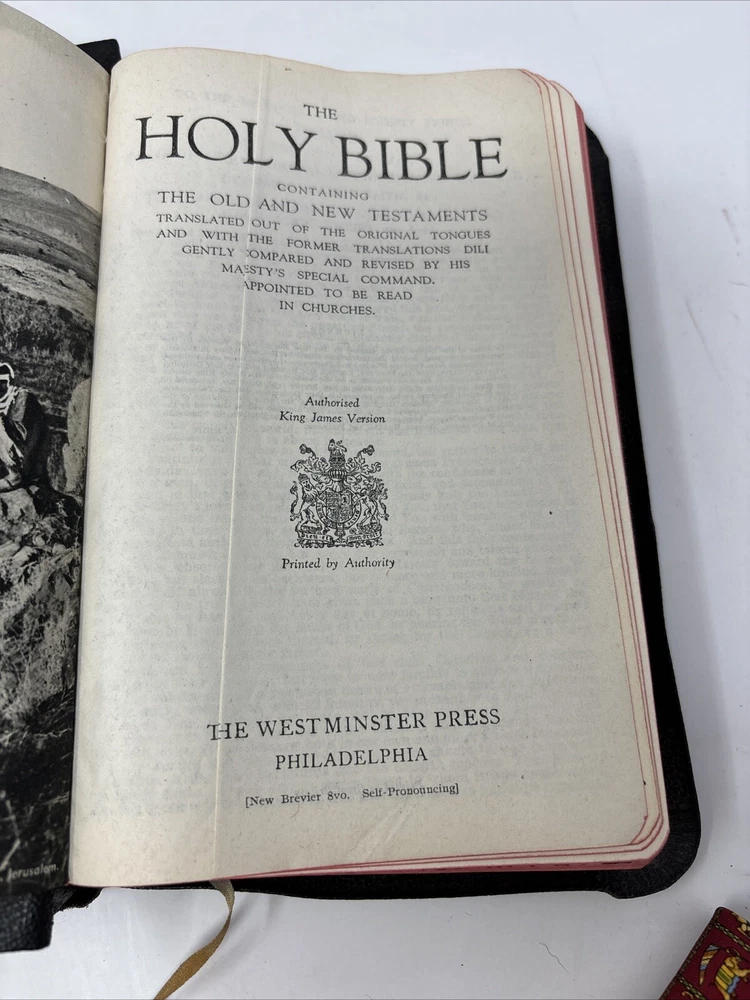 THE
HOLY BIBLE
CONTAINING
THE OLD AND NEW TESTAMENTS
TRANSLATED OUT OF THE ORIGINAL TONGUES
AND WITH THE FORMER TRANSLATIONS DILI
GENTLY COMPARED AND REVISED BY HIS
MAESTY'S SPECIAL COMMAND.
APPOINTED TO BE READ
IN CHURCHES.
Authorised
King James Version
Printed by Authority
THE WESTMINSTER PRESS
PHILADELPHIA
[New Brevier 8vo. Self-Pronouncing]
Jerusalem.